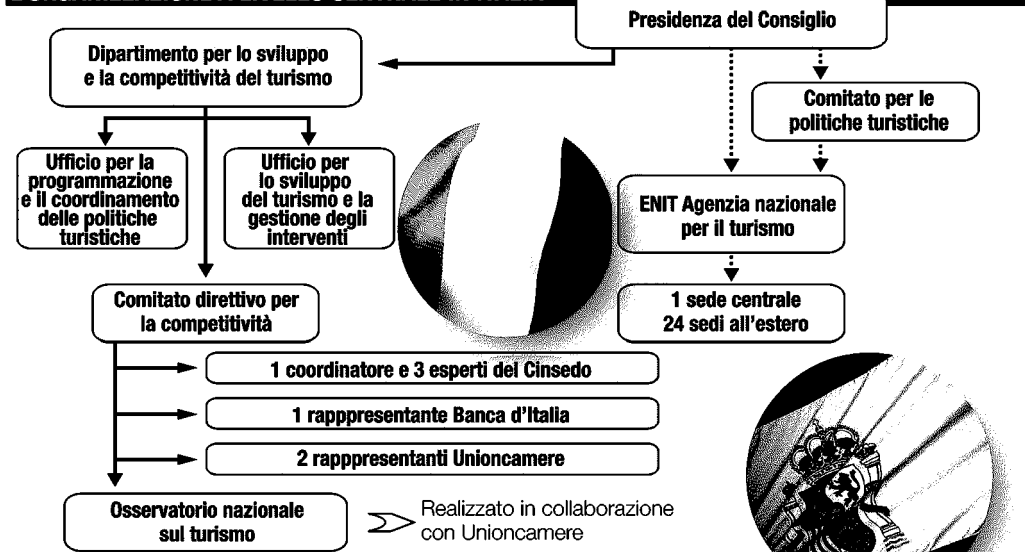 Presidenza del Consiglio
Dipartimento per lo sviluppo
e la competitività del turismo
Comitato per le
politiche turistiche
Ufficio per la
programmazione
e il coordinamento
delle politiche
turistiche
Ufficio per
lo sviluppo
del turismo e la
gestione degli
interventi
ENIT Agenzia nazionale
per il turismo
Comitato direttivo per
la competitività
1 sede centrale
24 sedi all'estero
1 coordinatore e 3 esperti del Cinsedo
1 rapppresentante Banca d'Italia
2 rapppresentanti Unioncamere
Osservatorio nazionale
sul turismo
Realizzato in collaborazione
con Unioncamere